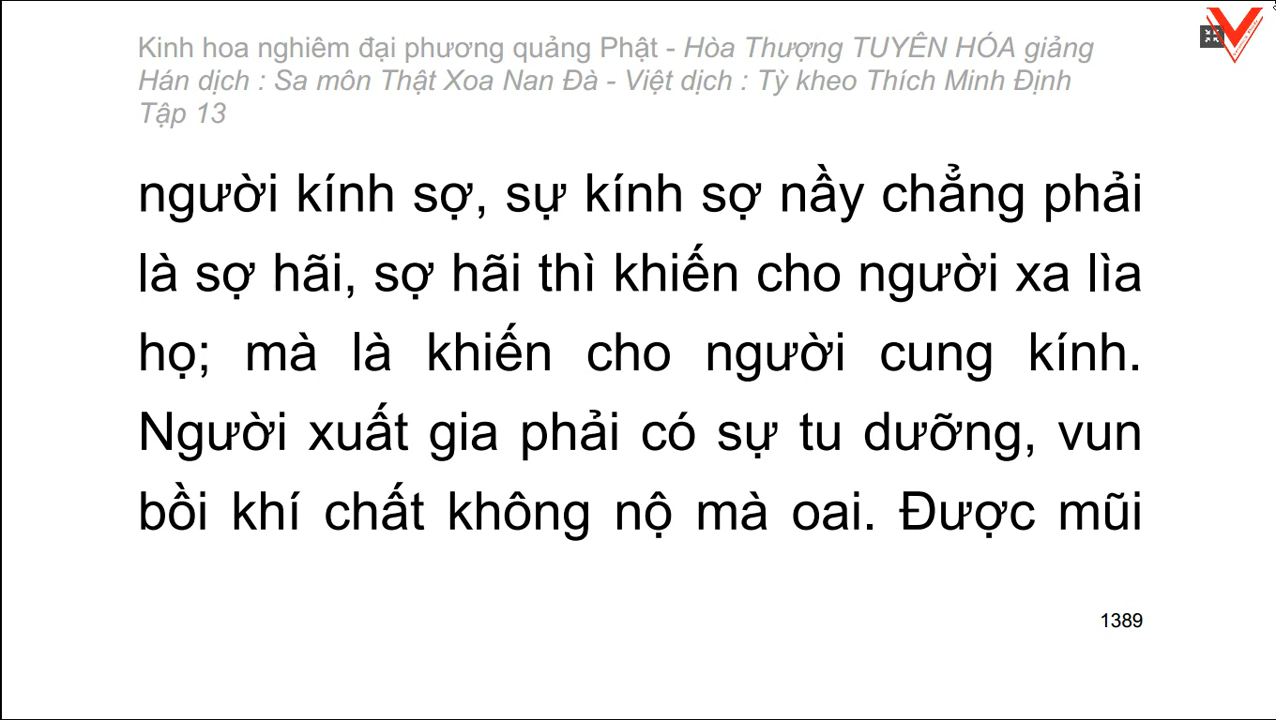 Kinh hoa nghiêm đại phương quảng Phật - Hòa Thượng TUYÊN HÓA giảng
Hán dịch : Sa môn Thật Xoa Nan Đà - Việt dịch : Tỳ kheo Thích Minh Định
Tập 13
người kính sợ, sự kính sợ nầy chẳng phải
là sợ hãi, sợ hãi thì khiến cho người xa lìa
họ; mà là khiến cho người cung kính.
Người xuất gia phải có sự tu dưỡng, vun
bồi khí chất không nộ mà oai. Được mũi
1389